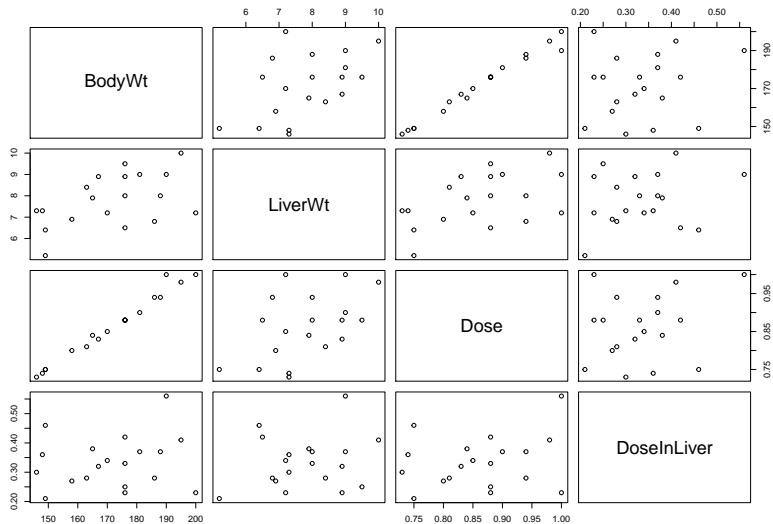 6 7 8 9 10
0.20 0.30 0.40 0.50
BodyWt
150 170 190
6 7 8 9 10
LiverWt
Dose
0.75 0.85 0.95
0.20 0.30 0.40 0.50
DoseInLiver
150 160 170 180 190 200
0.75 0.80 0.85 0.90 0.95 1.00